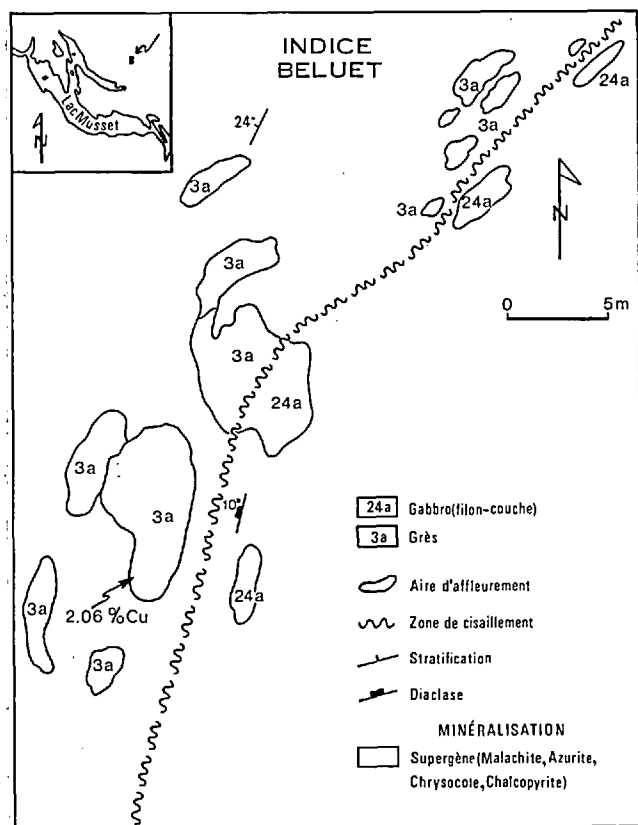 INDICE
BELUET
Lac Musset
N
24°
3a
3a
3a
24a
3a
24a
N
0 5m
3a
3a
24a
3a
3a
10°
3a
2.06 %Cu
24a
3a
24a Gabbro(filon-couche)
3a Grès
Aire d'affleurement
Zone de cisaillement
Stratification
Diaclase
MINÉRALISATION
Supergène(Malachite, Azurite,
Chrysocole, Chalcopyrite)